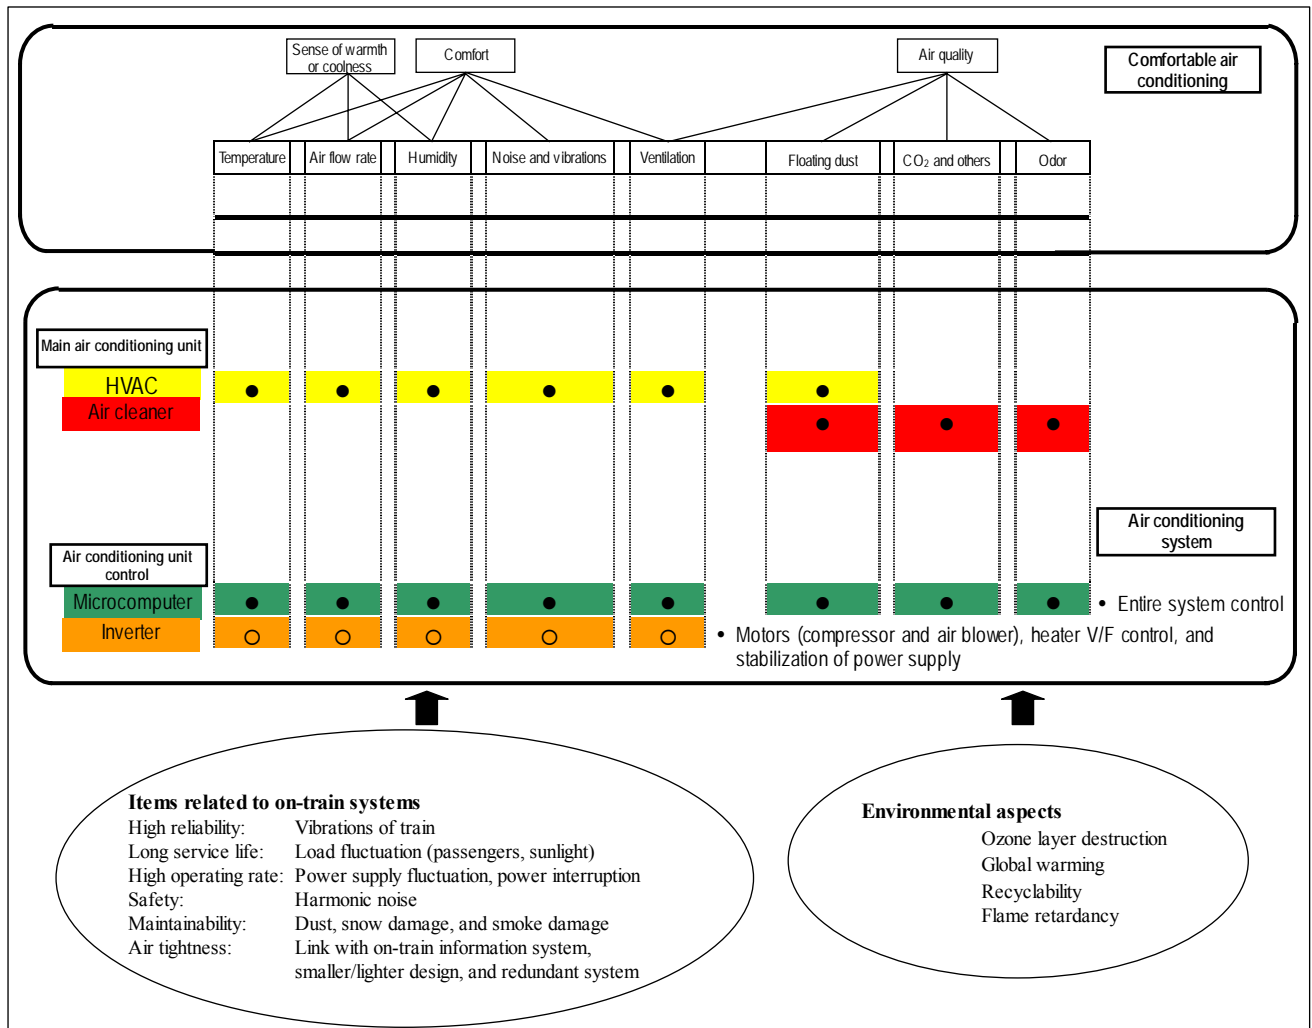 Sense of warmth
or coolness
Comfort
Air quality
Comfortable air
conditioning
Temperature
Air flow rate
Humidity
Noise and vibrations
Ventilation
Floating dust
CO₂ and others
Odor
Main air conditioning unit
HVAC
Air cleaner
Air conditioning
system
Air conditioning unit
control
Microcomputer
• Entire system control
Inverter
• Motors (compressor and air blower), heater V/F control, and
stabilization of power supply
Items related to on-train systems
High reliability: Vibrations of train
Long service life: Load fluctuation (passengers, sunlight)
High operating rate: Power supply fluctuation, power interruption
Safety: Harmonic noise
Maintainability: Dust, snow damage, and smoke damage
Air tightness: Link with on-train information system,
smaller/lighter design, and redundant system
Environmental aspects
Ozone layer destruction
Global warming
Recyclability
Flame retardancy